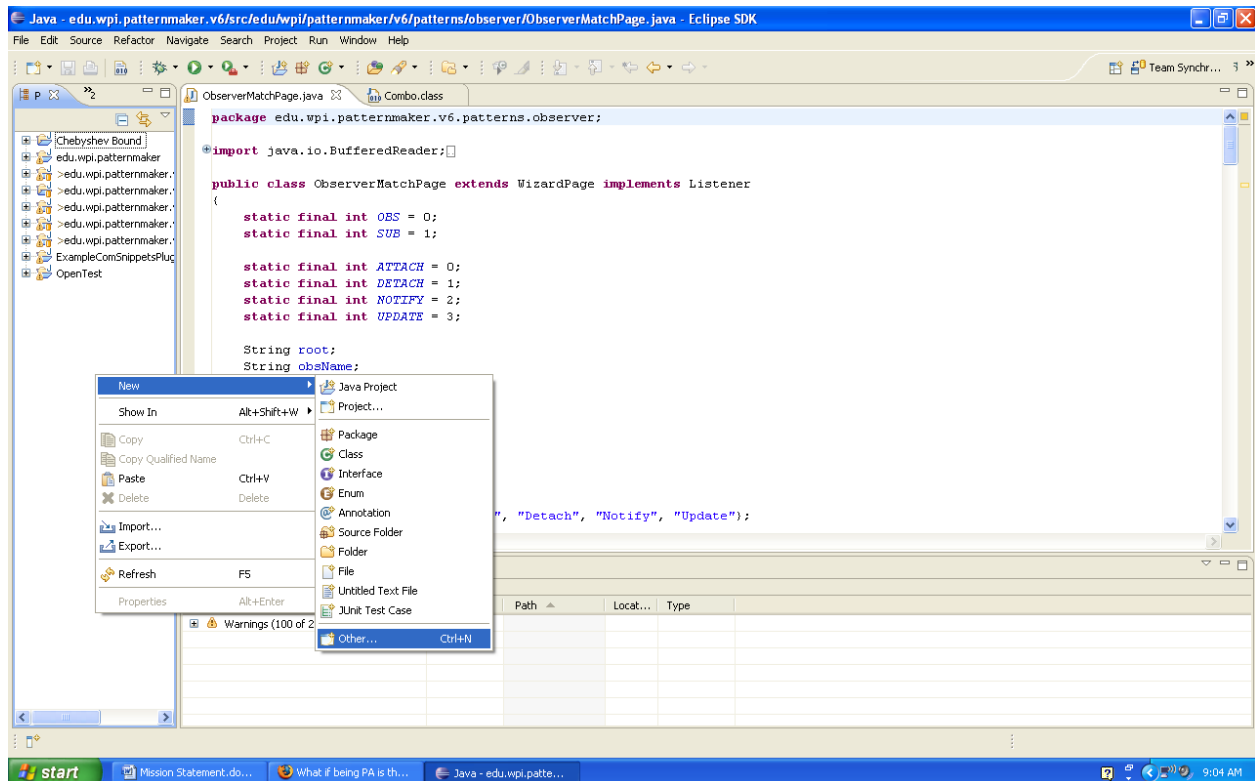 Java - edu.wpi.patternmaker.v6/src/edu/wpi/patternmaker/v6/patterns/observer/ObserverMatchPage.java - Eclipse SDK
File Edit Source Refactor Navigate Search Project Run Window Help
Team Synchr...
P
ObserverMatchPage.java
Combo.class
Chebyshev Bound
edu.wpi.patternmaker
>edu.wpi.patternmaker.
>edu.wpi.patternmaker.
>edu.wpi.patternmaker.
>edu.wpi.patternmaker.
>edu.wpi.patternmaker.
ExampleComSnippetsPlug
OpenTest
package edu.wpi.patternmaker.v6.patterns.observer;
import java.io.BufferedReader;
public class ObserverMatchPage extends WizardPage implements Listener
{
static final int OBS = 0;
static final int SUB = 1;
static final int ATTACH = 0;
static final int DETACH = 1;
static final int NOTIFY = 2;
static final int UPDATE = 3;
String root;
String obsName;
", "Detach", "Notify", "Update"};
New
Show In Alt+Shift+W
Copy Ctrl+C
Copy Qualified Name
Paste Ctrl+V
Delete Delete
Import...
Export...
Refresh F5
Properties Alt+Enter
Java Project
Project...
Package
Class
Interface
Enum
Annotation
Source Folder
Folder
File
Untitled Text File
JUnit Test Case
Other... Ctrl+N
Path Locat... Type
Warnings (100 of 2
start
Mission Statement.do...
What if being PA is th...
Java - edu.wpi.patte...
9:04 AM